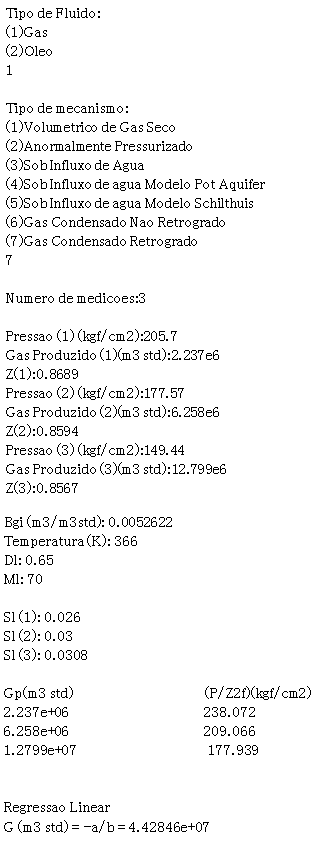 Tipo de Fluido:
(1)Gas
(2)Oleo
1
Tipo de mecanismo:
(1)Volumetrico de Gas Seco
(2)Anormalmente Pressurizado
(3)Sob Influxo de Agua
(4)Sob Influxo de agua Modelo Pot Aquifer
(5)Sob Influxo de agua Modelo Schilthuis
(6)Gas Condensado Nao Retrogrado
(7)Gas Condensado Retrogrado
7
Numero de medicoes:3
Pressao (1) (kgf/cm2):205.7
Gas Produzido (1)(m3 std):2.237e6
Z(1):0.8689
Pressao (2) (kgf/cm2):177.57
Gas Produzido (2)(m3 std):6.258e6
Z(2):0.8594
Pressao (3) (kgf/cm2):149.44
Gas Produzido (3)(m3 std):12.799e6
Z(3):0.8567
Bgi (m3/m3std): 0.0052622
Temperatura(K): 366
Dl: 0.65
Ml: 70
Sl (1): 0.026
Sl (2): 0.03
Sl (3): 0.0308
Gp(m3 std) (P/Z2f)(kgf/cm2)
2.237e+06 238.072
6.258e+06 209.066
1.2799e+07 177.939
Regressao Linear
G (m3 std) = -a/b = 4.42846e+07